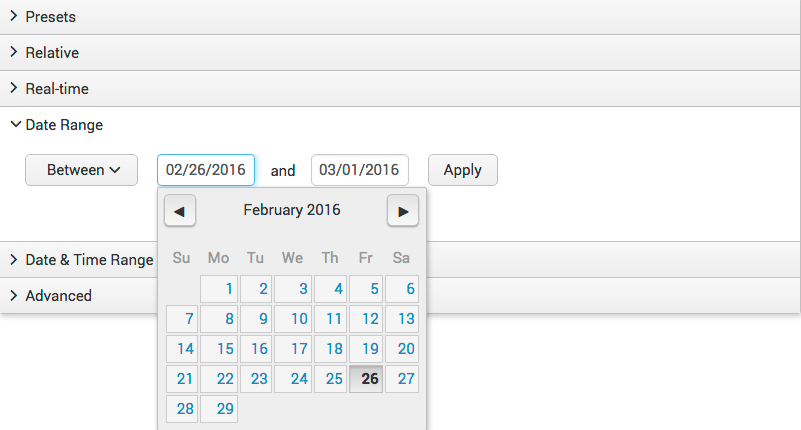 Presets
Relative
Real-time
Date Range
Between 02/26/2016 and 03/01/2016 Apply
February 2016
Su Mo Tu We Th Fr Sa
1 2 3 4 5 6
7 8 9 10 11 12 13
14 15 16 17 18 19 20
21 22 23 24 25 26 27
28 29
Date & Time Range
Advanced